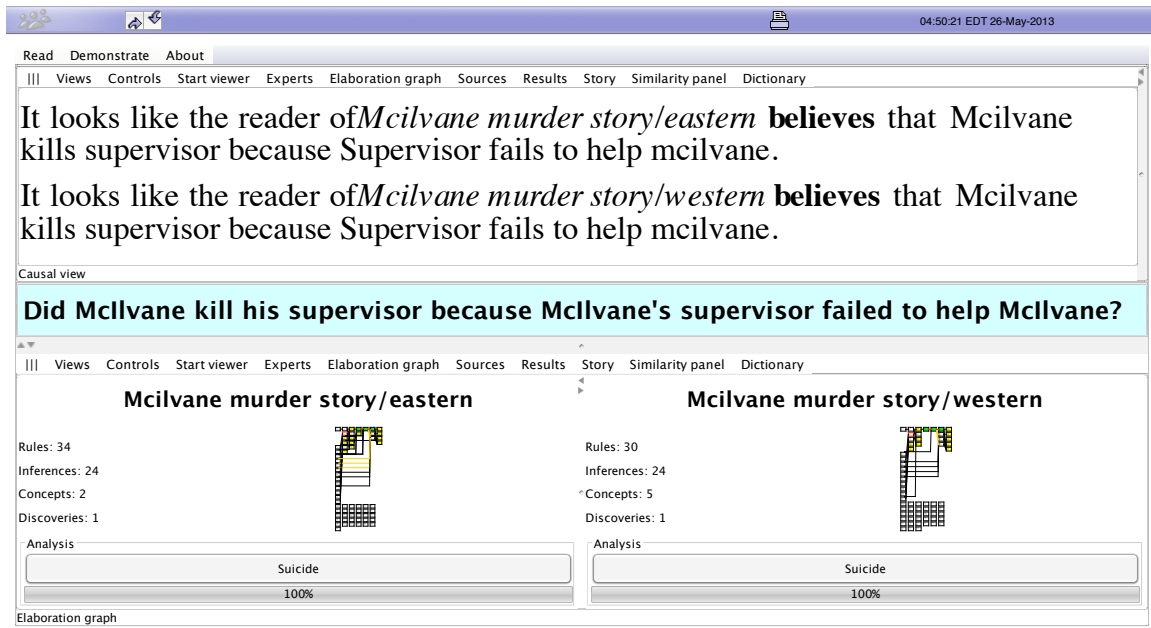 04:50:21 EDT 26-May-2013
Read Demonstrate About
||| Views Controls Start viewer Experts Elaboration graph Sources Results Story Similarity panel Dictionary
It looks like the reader ofMcilvane murder story/eastern believes that Mcilvane
kills supervisor because Supervisor fails to help mcilvane.
It looks like the reader ofMcilvane murder story/western believes that Mcilvane
kills supervisor because Supervisor fails to help mcilvane.
Causal view
Did McIlvane kill his supervisor because McIlvane's supervisor failed to help McIlvane?
||| Views Controls Start viewer Experts Elaboration graph Sources Results Story Similarity panel Dictionary
Mcilvane murder story/eastern
Rules: 34
Inferences: 24
Concepts: 2
Discoveries: 1
Analysis
Suicide
100%
Mcilvane murder story/western
Rules: 30
Inferences: 24
Concepts: 5
Discoveries: 1
Analysis
Suicide
100%
Elaboration graph